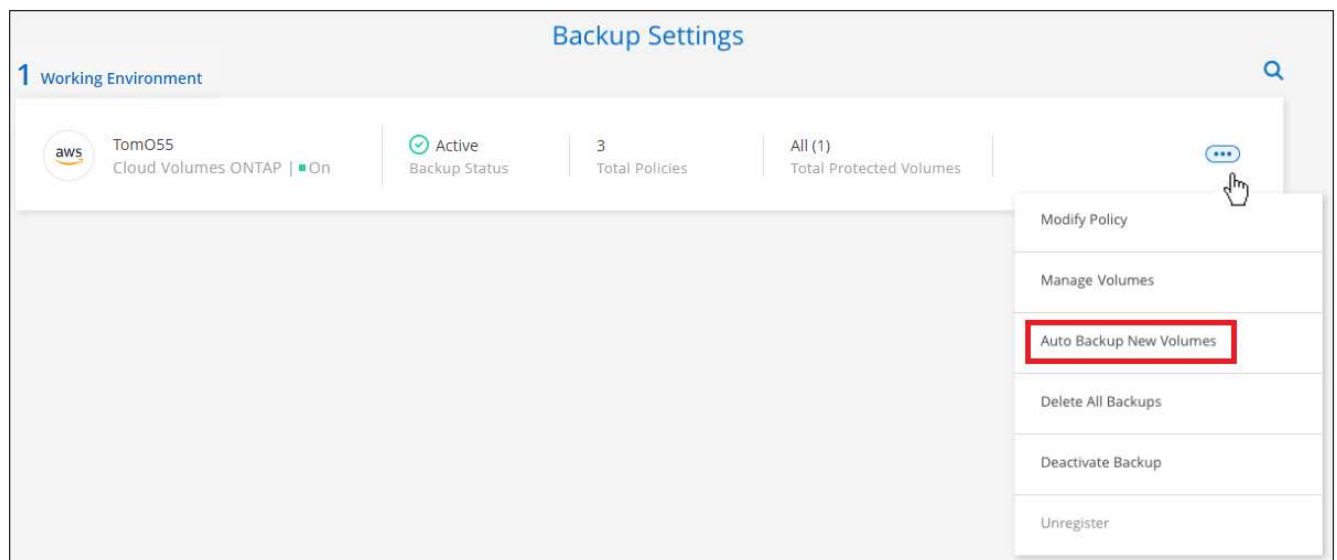 Backup Settings
1 Working Environment
aws
TomO55
Cloud Volumes ONTAP | On
Active
Backup Status
3
Total Policies
All (1)
Total Protected Volumes
Modify Policy
Manage Volumes
Auto Backup New Volumes
Delete All Backups
Deactivate Backup
Unregister